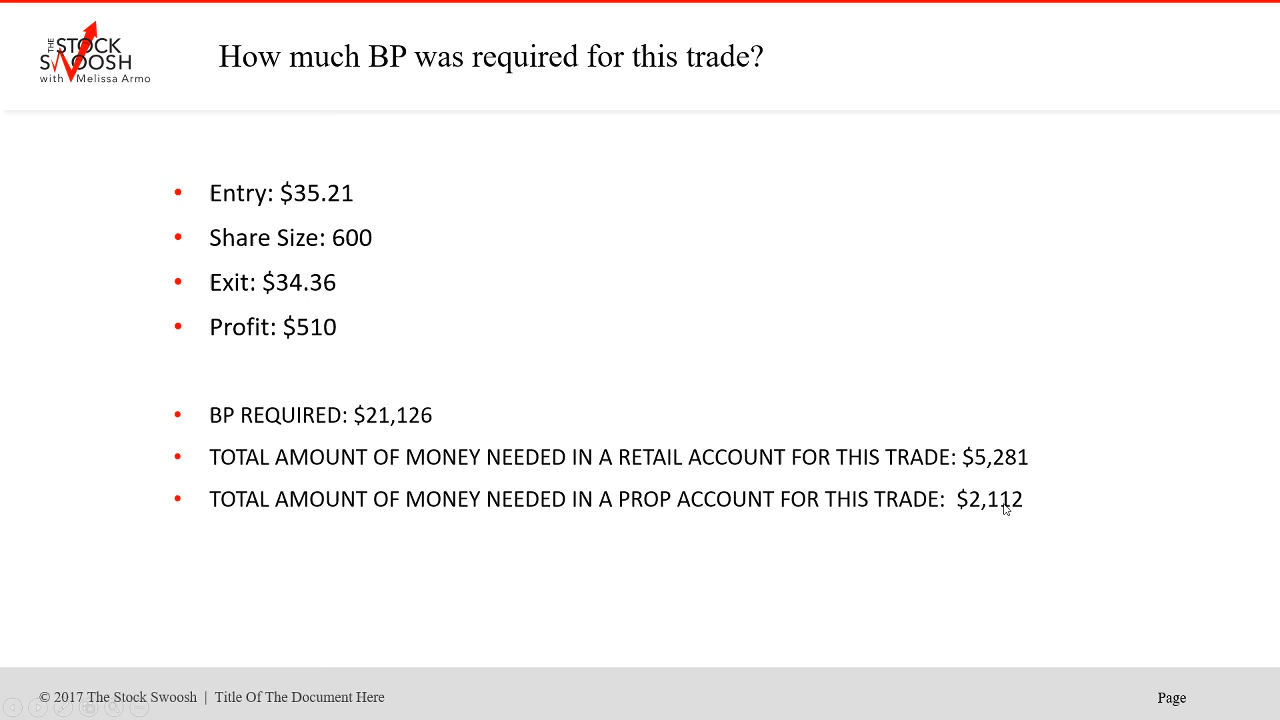 THE STOCK
SWOOSH
with Melissa Armo
How much BP was required for this trade?
• Entry: $35.21
• Share Size: 600
• Exit: $34.36
• Profit: $510
• BP REQUIRED: $21,126
• TOTAL AMOUNT OF MONEY NEEDED IN A RETAIL ACCOUNT FOR THIS TRADE: $5,281
• TOTAL AMOUNT OF MONEY NEEDED IN A PROP ACCOUNT FOR THIS TRADE: $2,112
© 2017 The Stock Swoosh | Title Of The Document Here
Page